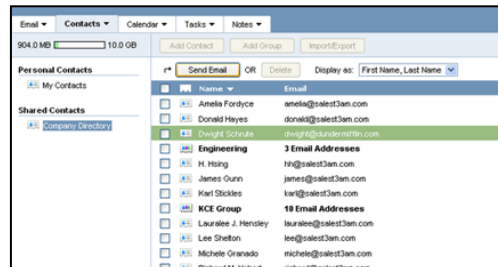 Email Contacts Calendar Tasks Notes
904.0 MB 10.0 GB Add Contact Add Group Import/Export
Personal Contacts Send Email OR Delete Display as: First Name, Last Name
My Contacts Name Email
Amelia Fordyce amelia@salest3am.com
Shared Contacts Donald Hayes donald@salest3am.com
Company Directory Dwight Schrute dwight@dundermifflin.com
Engineering 3 Email Addresses
H. Hsing hh@salest3am.com
James Gunn james@salest3am.com
Karl Stickles karl@salest3am.com
KCE Group 10 Email Addresses
Lauralee J. Hensley lauralee@salest3am.com
Lee Shelton lee@salest3am.com
Michele Granado michele@salest3am.com